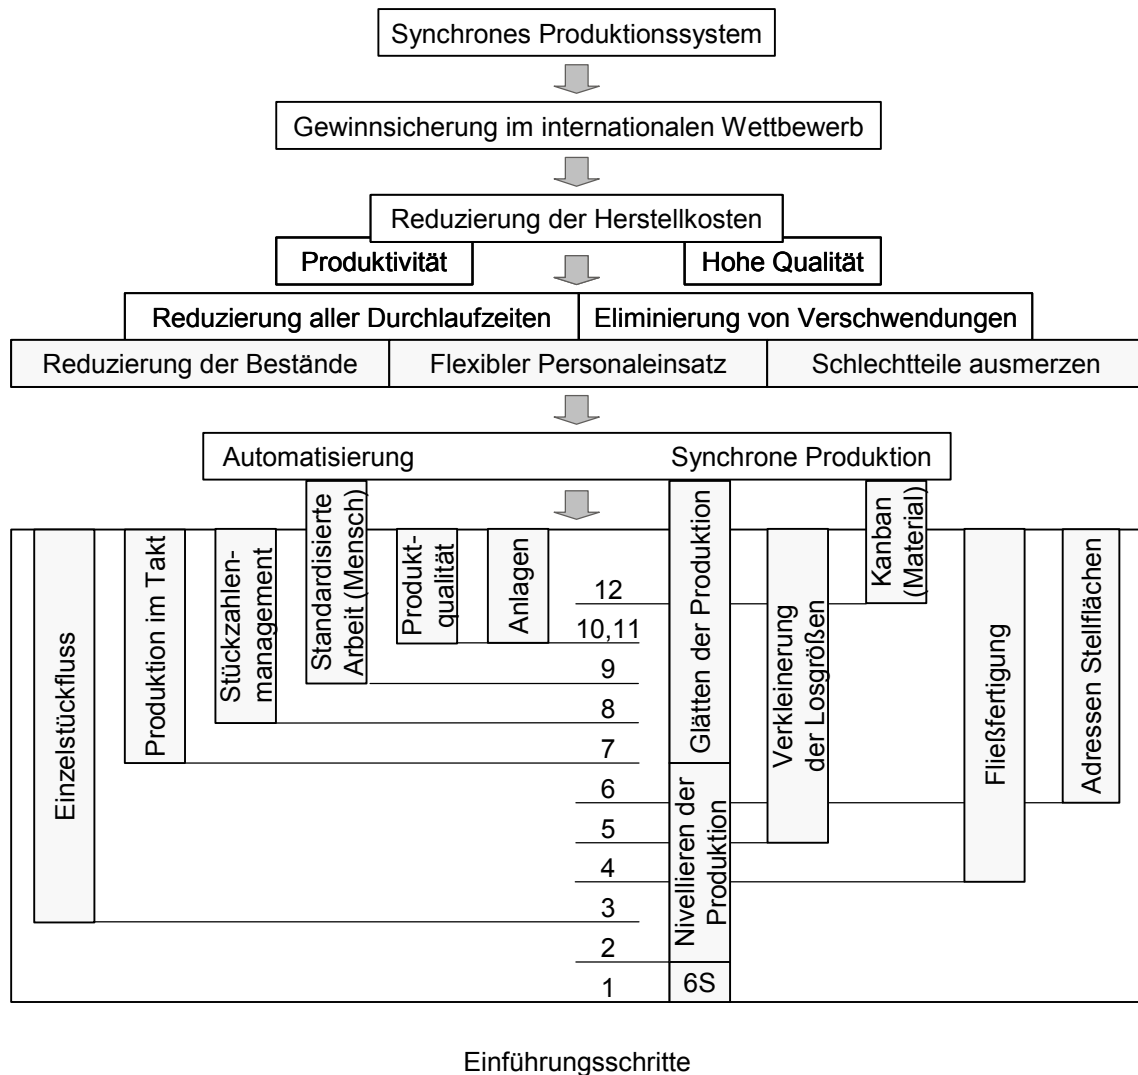 Synchrones Produktionssystem
Gewinnsicherung im internationalen Wettbewerb
Reduzierung der Herstellkosten
Produktivität
Hohe Qualität
Reduzierung aller Durchlaufzeiten
Eliminierung von Verschwendungen
Reduzierung der Bestände
Flexibler Personaleinsatz
Schlechtteile ausmerzen
Automatisierung
Synchrone Produktion
Einzelstückfluss
Produktion im Takt
Stückzahlen-
management
Standardisierte
Arbeit (Mensch)
Produkt-
qualität
Anlagen
12
10,11
9
8
7
6
5
4
3
2
1
Glätten der Produktion
Nivellieren der
Produktion
6S
Verkleinerung
der Losgrößen
Kanban
(Material)
Fließfertigung
Adressen Stellflächen
Einführungsschritte